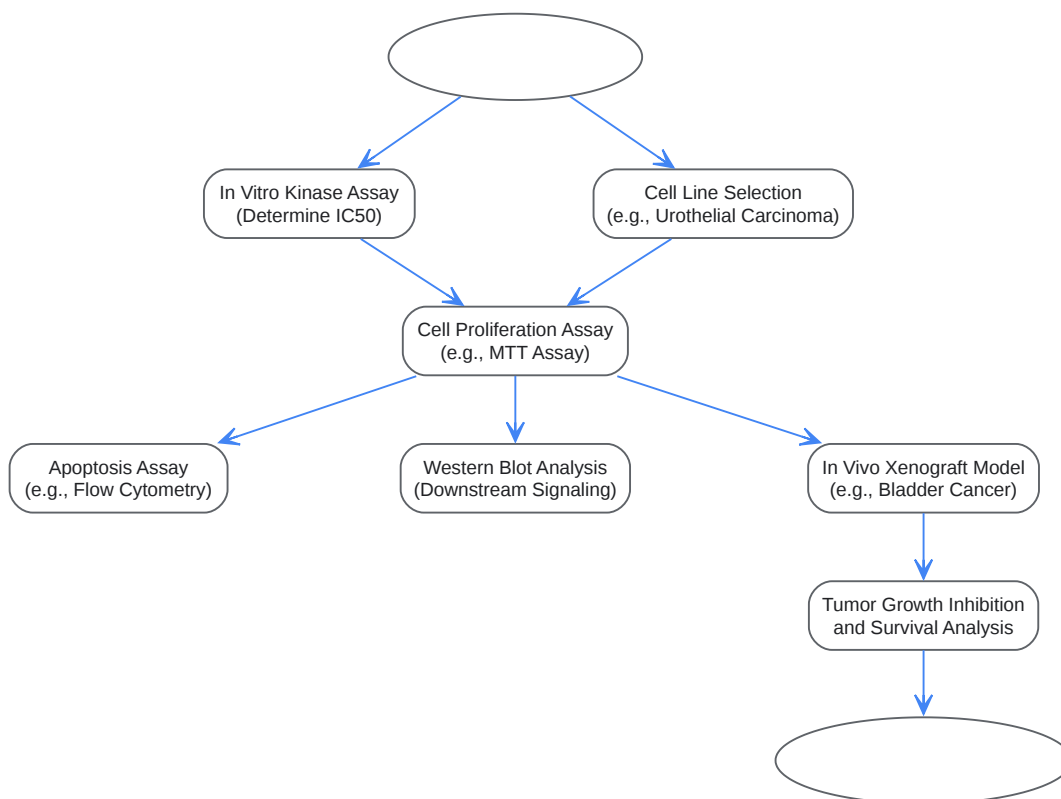 In Vitro Kinase Assay
(Determine IC50)
Cell Line Selection
(e.g., Urothelial Carcinoma)
Cell Proliferation Assay
(e.g., MTT Assay)
Apoptosis Assay
(e.g., Flow Cytometry)
Western Blot Analysis
(Downstream Signaling)
In Vivo Xenograft Model
(e.g., Bladder Cancer)
Tumor Growth Inhibition
and Survival Analysis